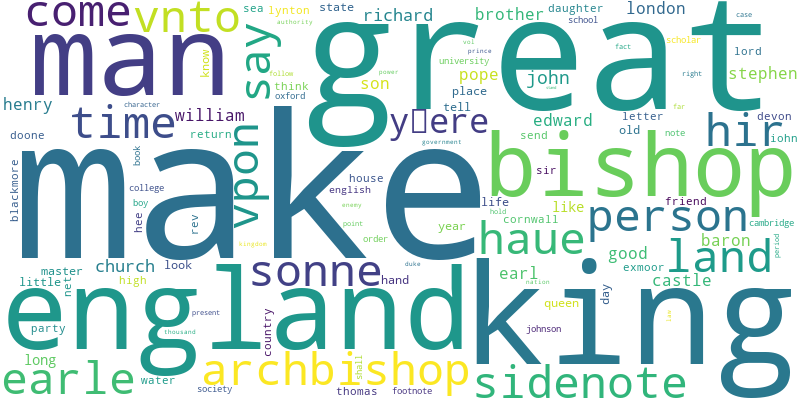 come vnto sea lynton state richard brother daughter school london authority case
man say great know follow think son pope university vol prince fact scholar right lord stephen
henry character time william oxford return john place tell power far
doone blackmore book college boy hee rev vpon house english enemy point order government edward send letter old note devon iohn hir
make bishop sir life hold cornwall like friend cambridge person
kingdom year haue good baron exmoor land period
master church look sonne hand duke earl nation queen castle day
little net high england present thousand country johnson king law
party long water earle society archbishop shall thomas footnote sidenote